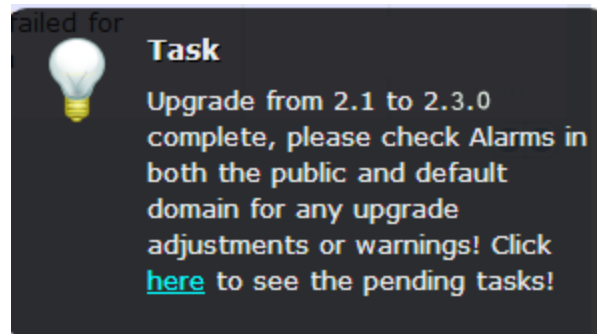 failed for
Task
Upgrade from 2.1 to 2.3.0
complete, please check Alarms in
both the public and default
domain for any upgrade
adjustments or warnings! Click
here to see the pending tasks!